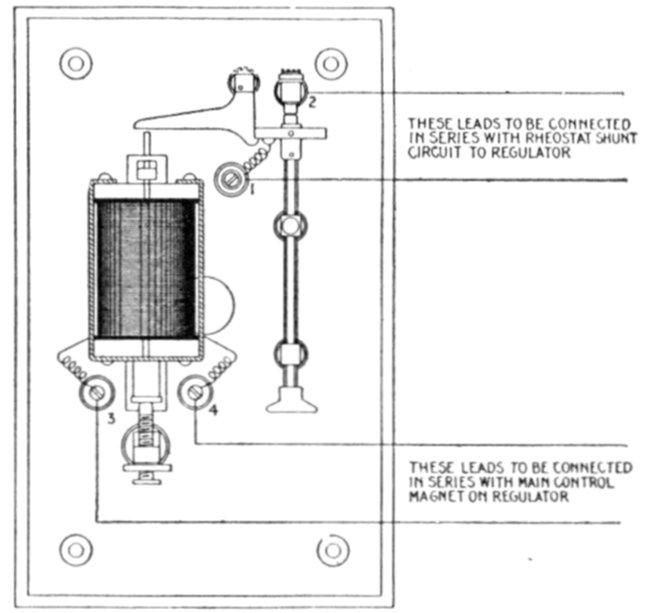 2
THESE LEADS TO BE CONNECTED
IN SERIES WITH RHEOSTAT SHUNT
CIRCUIT TO REGULATOR
1
3
4
THESE LEADS TO BE CONNECTED
IN SERIES WITH MAIN CONTROL
MAGNET ON REGULATOR